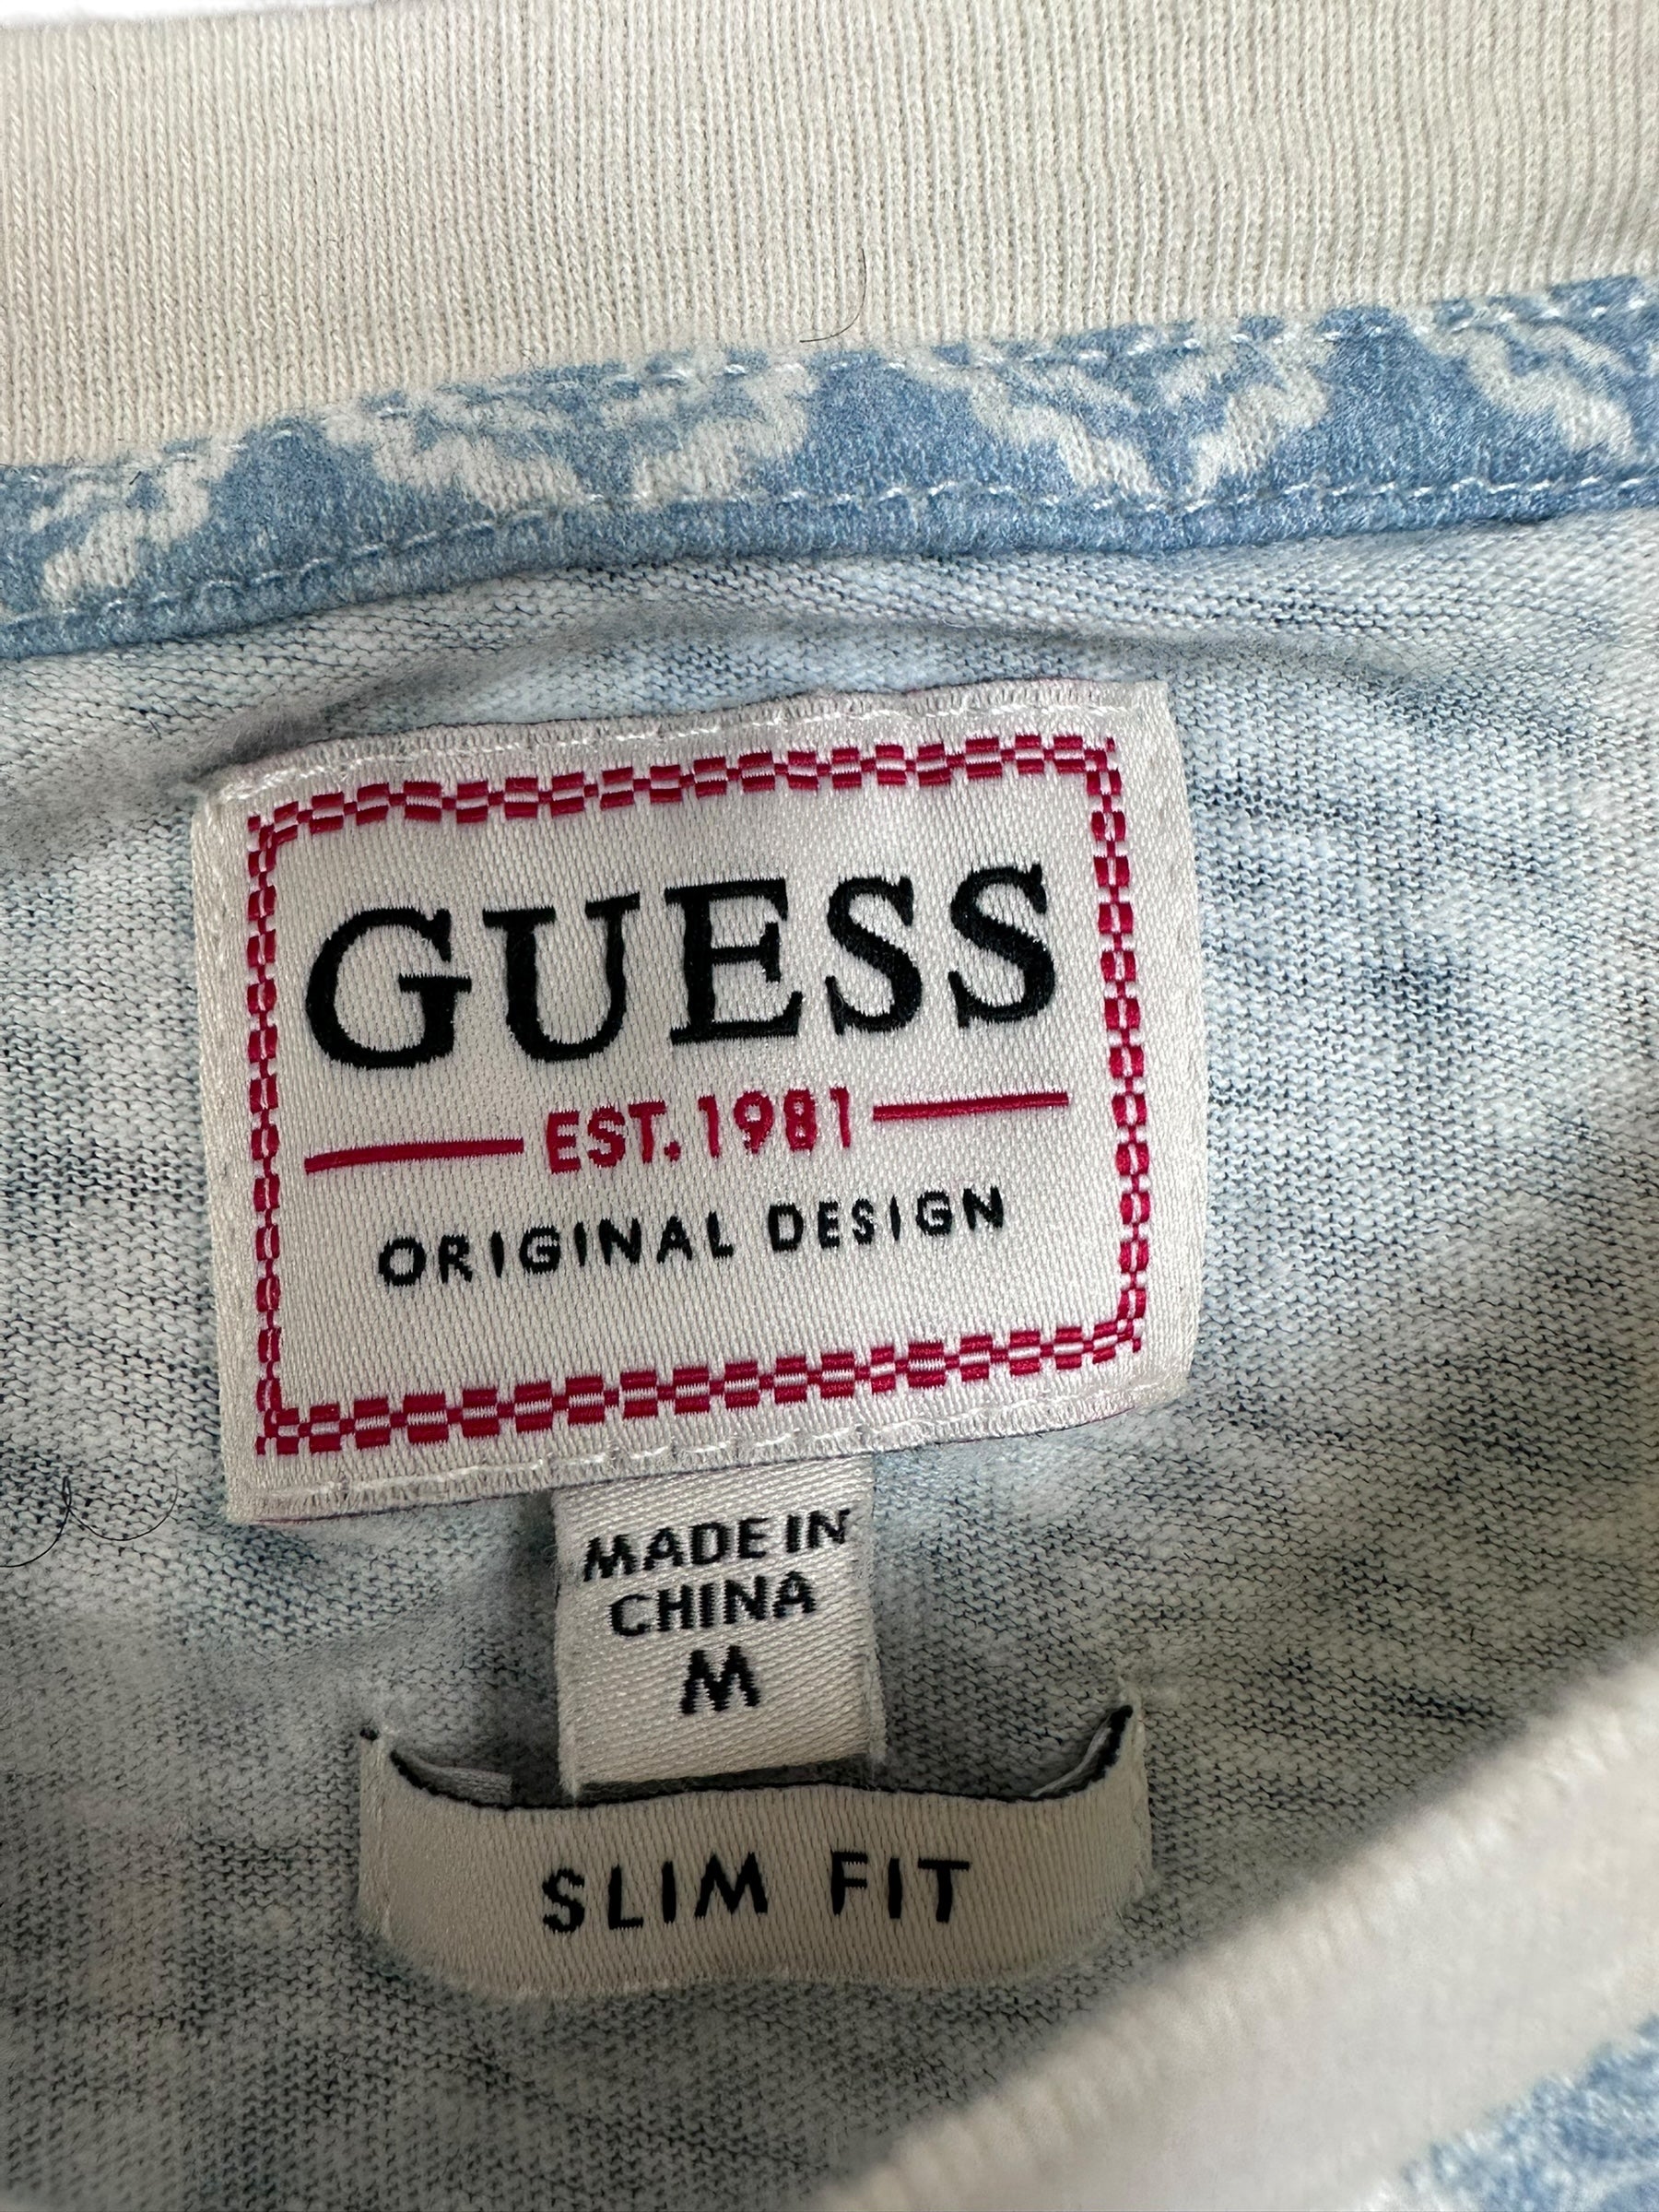 GUESS
EST. 1981
ORIGINAL DESIGN
MADE IN
CHINA
M
SLIM FIT